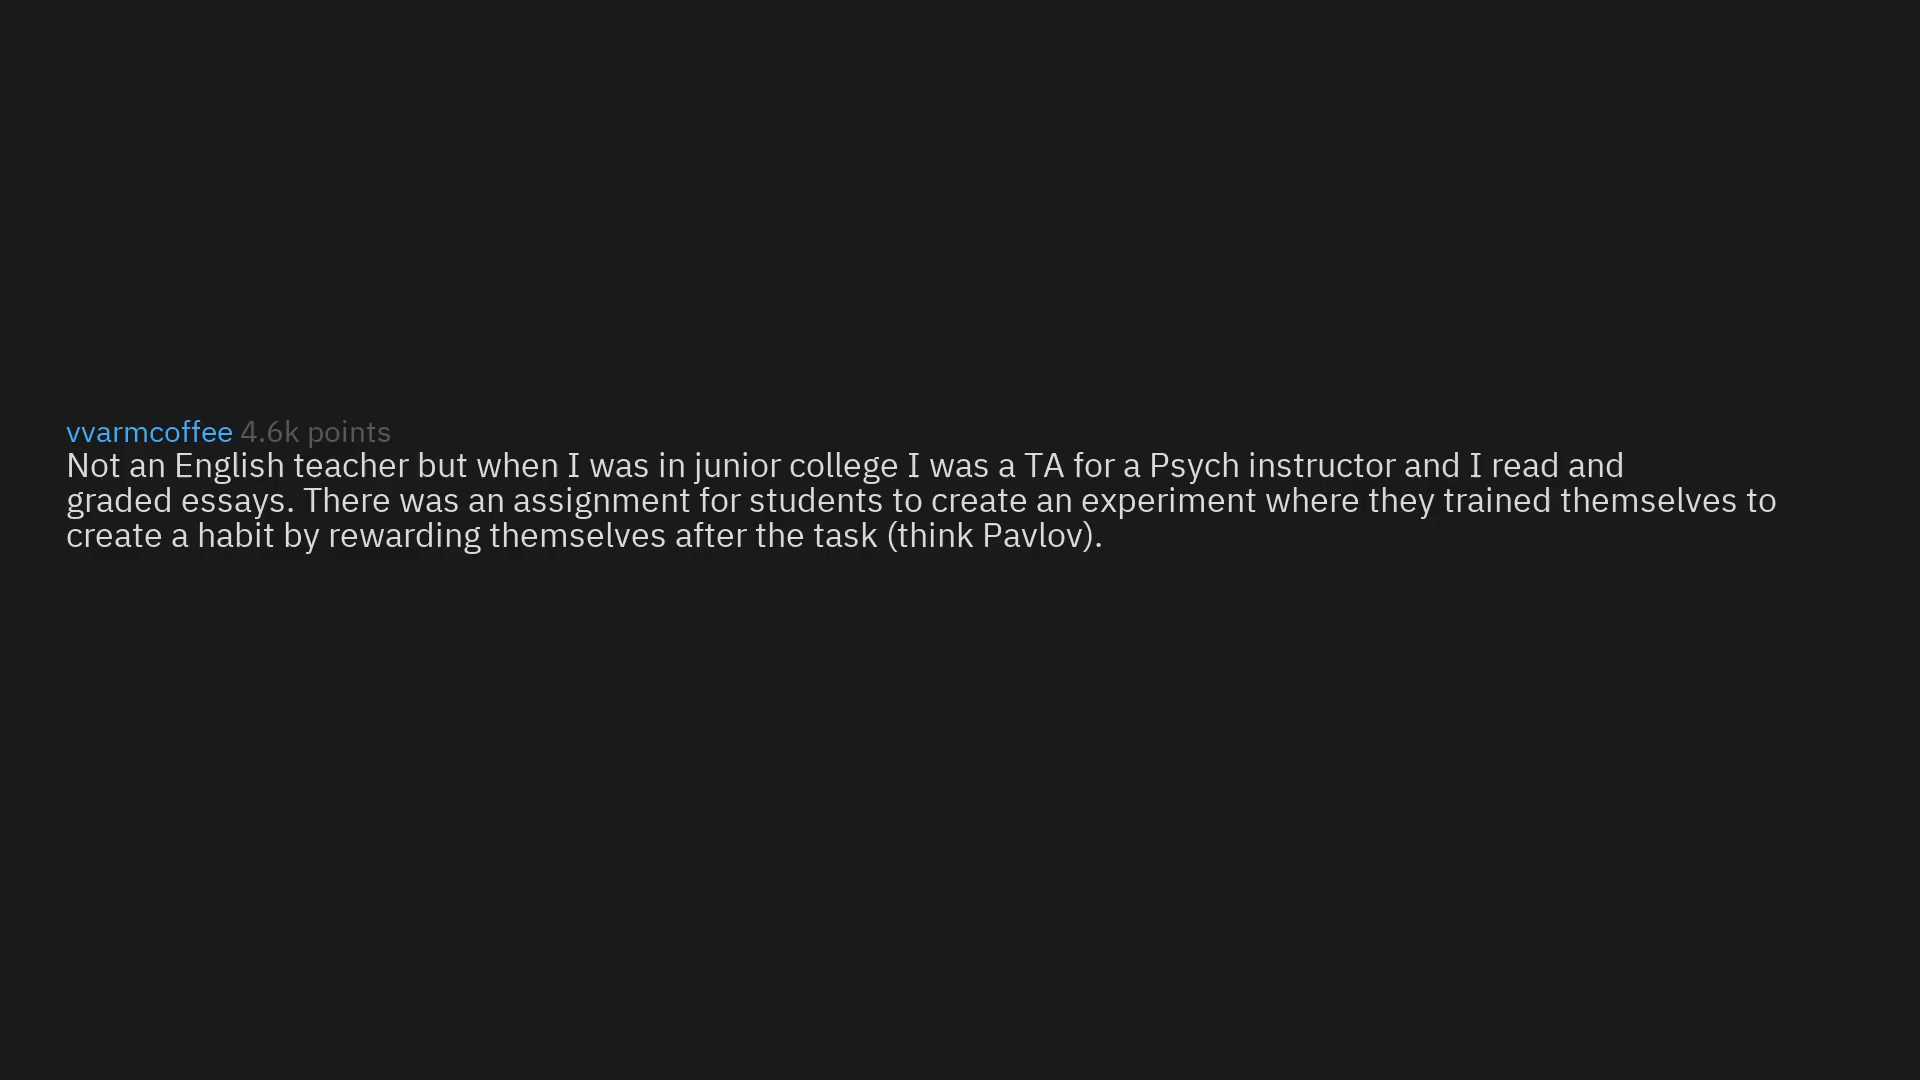 vvarmcoffee 4.6k points
Not an English teacher but when I was in junior college I was a TA for a Psych instructor and I read and
graded essays. There was an assignment for students to create an experiment where they trained themselves to
create a habit by rewarding themselves after the task (think Pavlov).